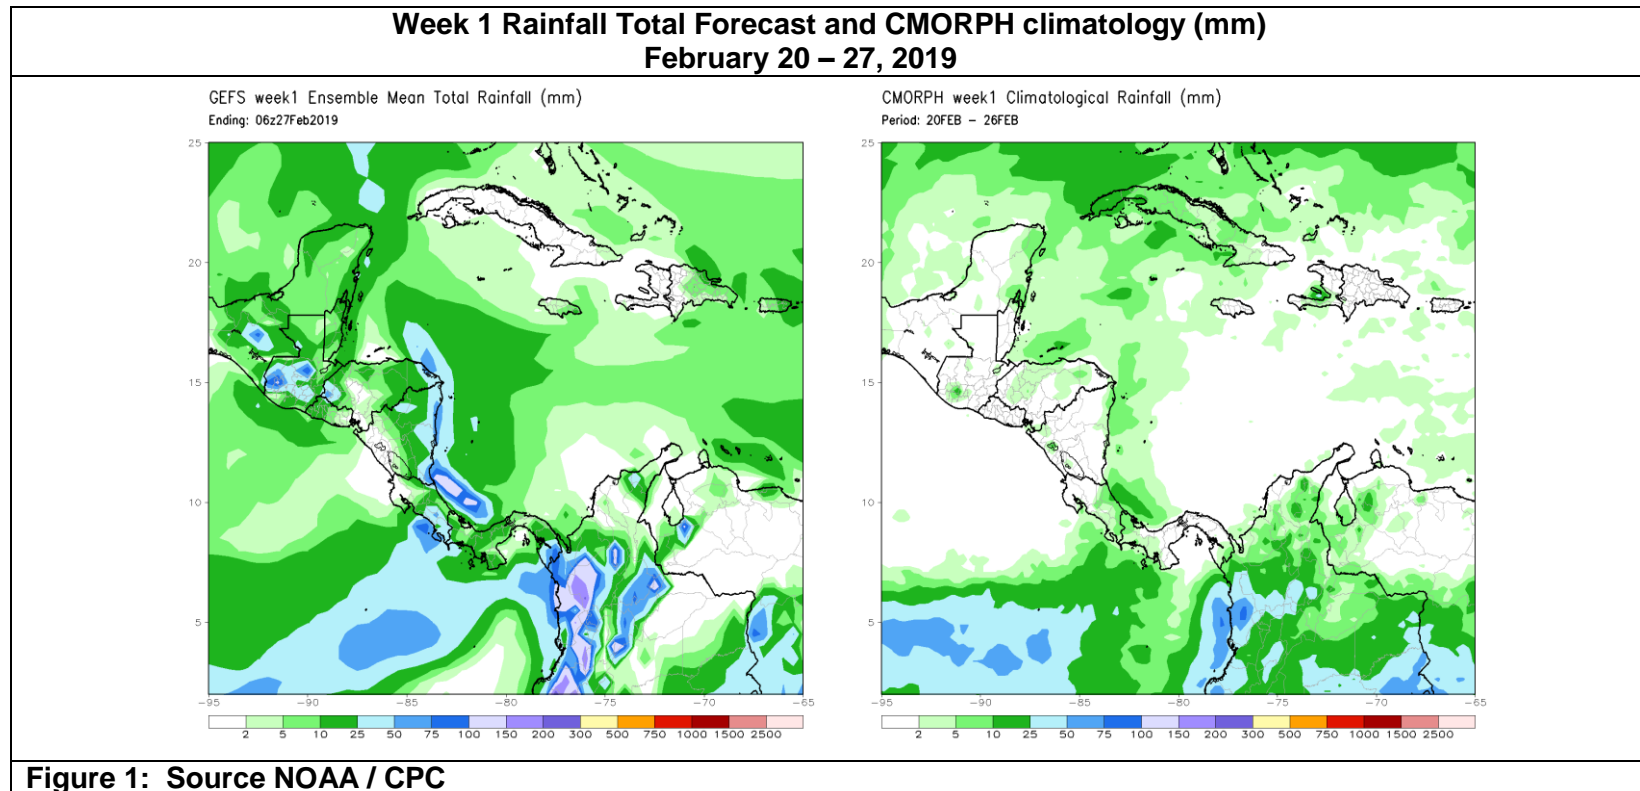 Week 1 Rainfall Total Forecast and CMORPH climatology (mm)
February 20 – 27, 2019
GEFS week1 Ensemble Mean Total Rainfall (mm)
Ending: 06z27Feb2019
25
20
15
10
5
-95 -90 -85 -80 -75 -70 -65
2 5 10 25 50 75 100 150 200 300 500 750 1000 1500 2500
CMORPH week1 Climatological Rainfall (mm)
Period: 20FEB – 26FEB
25
20
15
10
5
-95 -90 -85 -80 -75 -70 -65
2 5 10 25 50 75 100 150 200 300 500 750 1000 1500 2500
Figure 1: Source NOAA / CPC